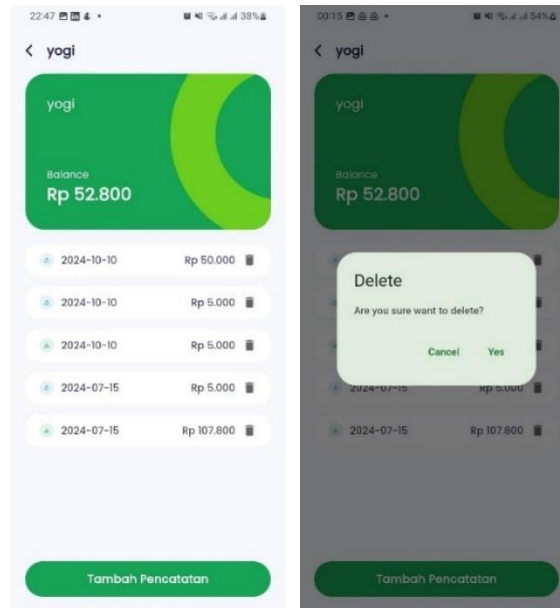 22:47
38%
yogi
yogi
Balance
Rp 52.800
2024-10-10 Rp 50.000
2024-10-10 Rp 5.000
2024-10-10 Rp 5.000
2024-07-15 Rp 5.000
2024-07-15 Rp 107.800
Tambah Pencatatan
00:15
54%
yogi
yogi
Balance
Rp 52.800
Delete
Are you sure want to delete?
Cancel Yes
2024-07-15 Rp 5.000
2024-07-15 Rp 107.800
Tambah Pencatatan